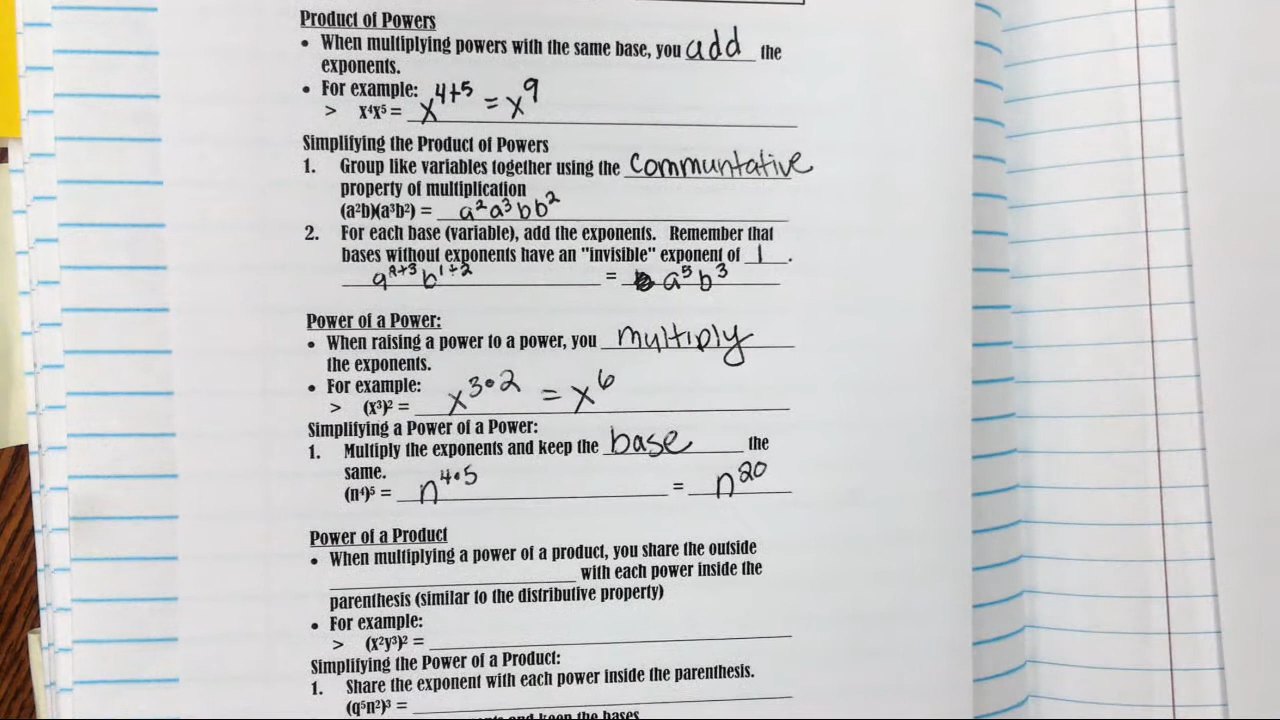 Product of Powers
• When multiplying powers with the same base, you add the
exponents.
• For example:
> x⁴x⁵ = x⁴⁺⁵ = x⁹
Simplifying the Product of Powers
1. Group like variables together using the communtative
property of multiplication
(a²b)(a³b²) = a²a³bb²
2. For each base (variable), add the exponents. Remember that
bases without exponents have an "invisible" exponent of 1.
a²⁺³b¹⁺² = a⁵b³
Power of a Power:
• When raising a power to a power, you multiply
the exponents.
• For example:
> (x³)² = x³•² = x⁶
Simplifying a Power of a Power:
1. Multiply the exponents and keep the base the
same.
(n⁴)⁵ = n⁴•⁵ = n²⁰
Power of a Product
• When multiplying a power of a product, you share the outside
____ with each power inside the
parenthesis (similar to the distributive property)
• For example:
> (x²y³)² = ____
Simplifying the Power of a Product:
1. Share the exponent with each power inside the parenthesis.
(q⁵n²)³ = ____
and keep the bases